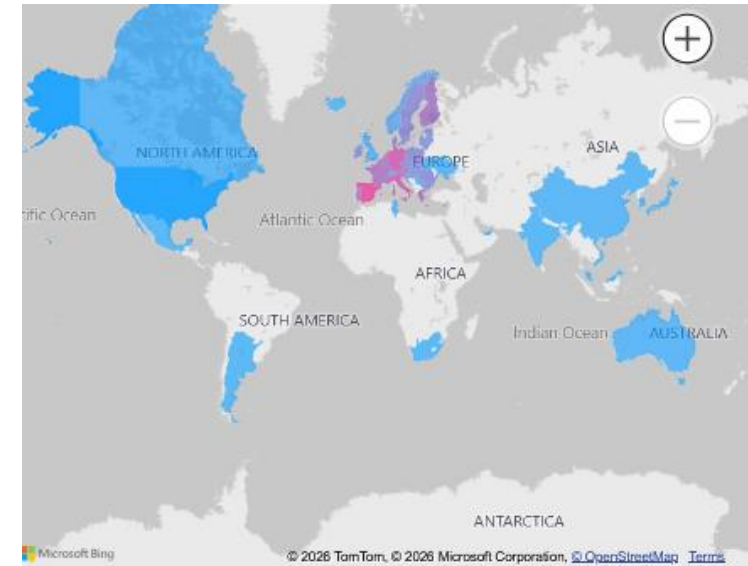 NORTH AMERICA
EUROPE
ASIA
ific Ocean
Atlantic Ocean
AFRICA
SOUTH AMERICA
Indian Ocean
AUSTRALIA
ANTARCTICA
Microsoft Bing
© 2026 TomTom, © 2026 Microsoft Corporation, © OpenStreetMap Terms